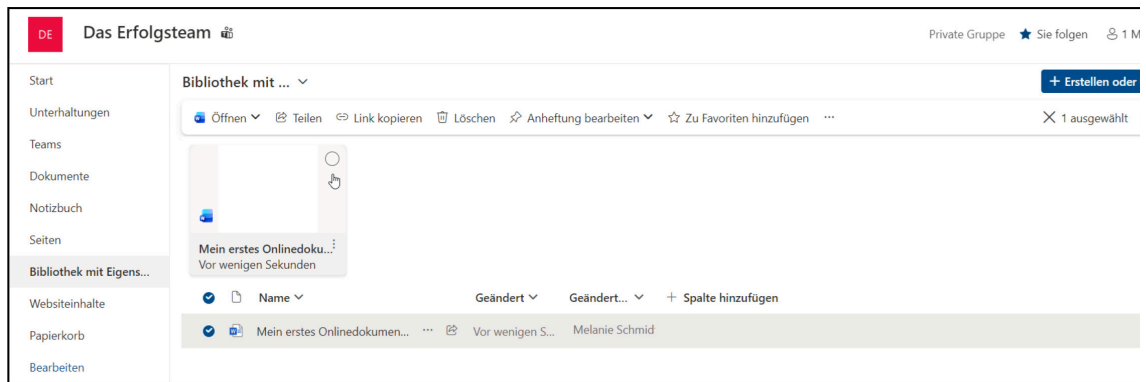 DE Das Erfolgsteam Private Gruppe Sie folgen 1 M
Start
Unterhaltungen
Teams
Dokumente
Notizbuch
Seiten
Bibliothek mit Eigens...
Websiteinhalte
Papierkorb
Bearbeiten
Bibliothek mit ... + Erstellen oder
Öffnen Teilen Link kopieren Löschen Anheftung bearbeiten Zu Favoriten hinzufügen ... 1 ausgewählt
Mein erstes Onlinedoku...
Vor wenigen Sekunden
Name Geändert Geändert... + Spalte hinzufügen
Mein erstes Onlinedokumen... ... Vor wenigen S... Melanie Schmid